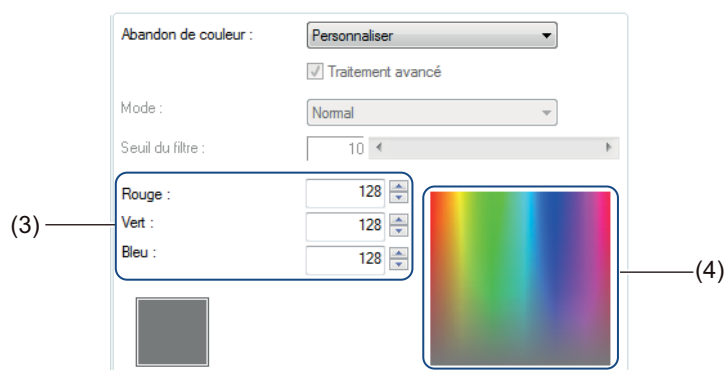 Abandon de couleur : Personnaliser
Traitement avancé
Mode : Normal
Seuil du filtre : 10
Rouge : 128
(3) Vert : 128
Bleu : 128
(4)